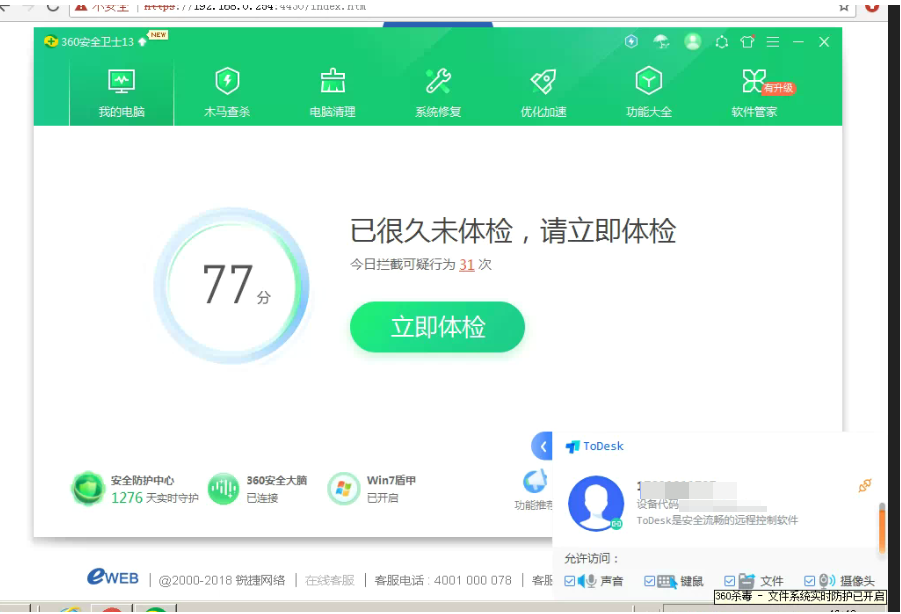 不安全 https://192.168.0.254:4430/index.htm
360安全卫士13 NEW
我的电脑 木马查杀 电脑清理 系统修复 优化加速 功能大全 软件管家 有升级
77分
已很久未体检，请立即体检
今日拦截可疑行为 31 次
立即体检
安全防护中心
1276 天实时守护
360安全大脑
已连接
Win7盾甲
已开启
功能推荐
ToDesk
设备代码
ToDesk是安全流畅的远程控制软件
允许访问：
声音 键鼠 文件 摄像头
360杀毒 - 文件系统实时防护已开启
eWEB | @2000-2018 锐捷网络 | 在线客服 | 客服电话 : 4001 000 078 | 客服